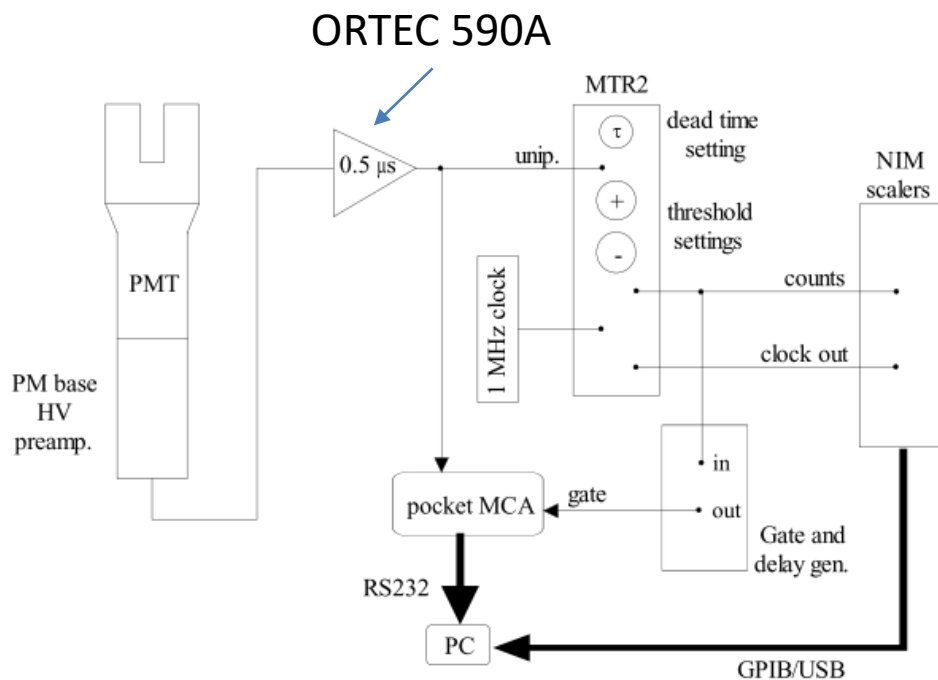 ORTEC 590A
MTR2
τ
dead time
setting
0.5 µs
unip.
NIM
scalers
+
threshold
settings
-
PMT
1 MHz clock
counts
clock out
PM base
HV
preamp.
in
pocket MCA
gate
out
Gate and
delay gen.
RS232
PC
GPIB/USB